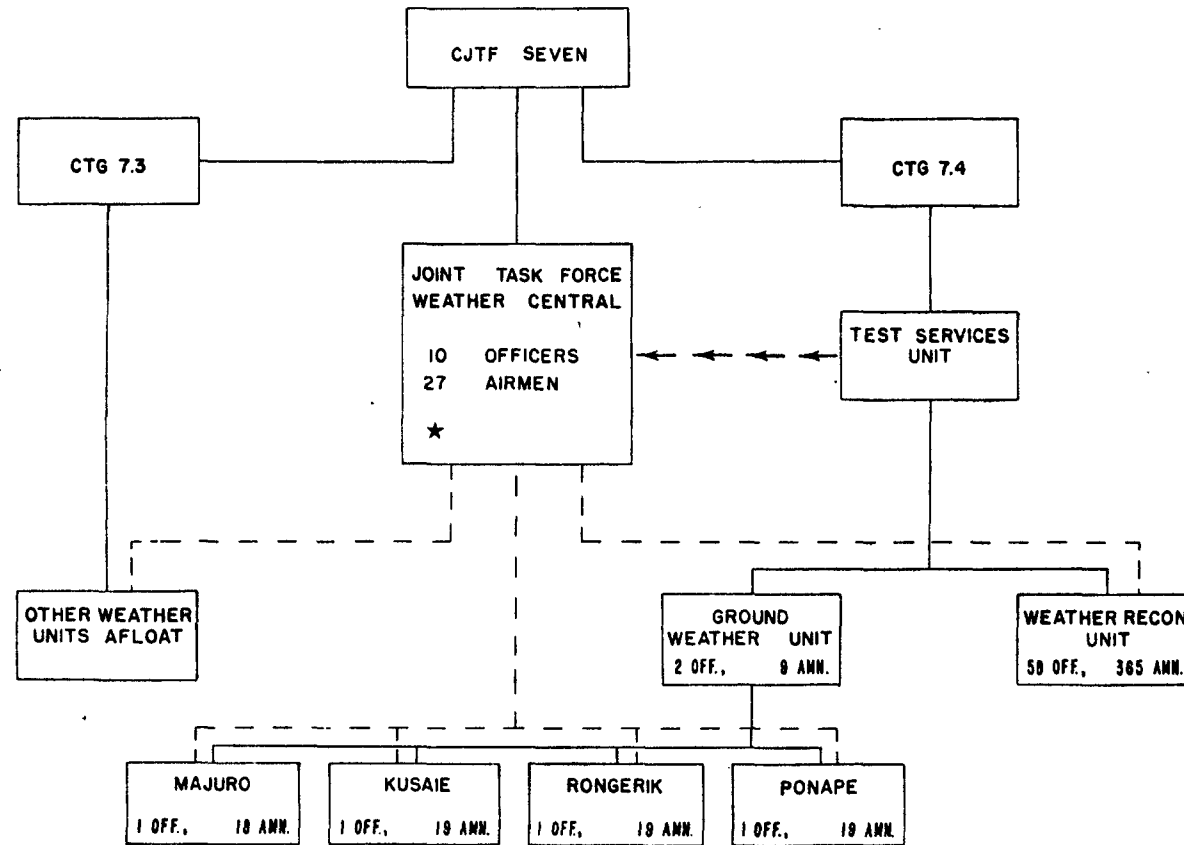 CJTF SEVEN
CTG 7.3
CTG 7.4
JOINT TASK FORCE
WEATHER CENTRAL
10 OFFICERS
27 AIRMEN
★
TEST SERVICES
UNIT
OTHER WEATHER
UNITS AFLOAT
GROUND
WEATHER UNIT
2 OFF., 9 AMN.
WEATHER RECON
UNIT
58 OFF., 365 AMN.
MAJURO
1 OFF., 18 AMN.
KUSAIE
1 OFF., 19 AMN.
RONGERIK
1 OFF., 19 AMN.
PONAPE
1 OFF., 19 AMN.